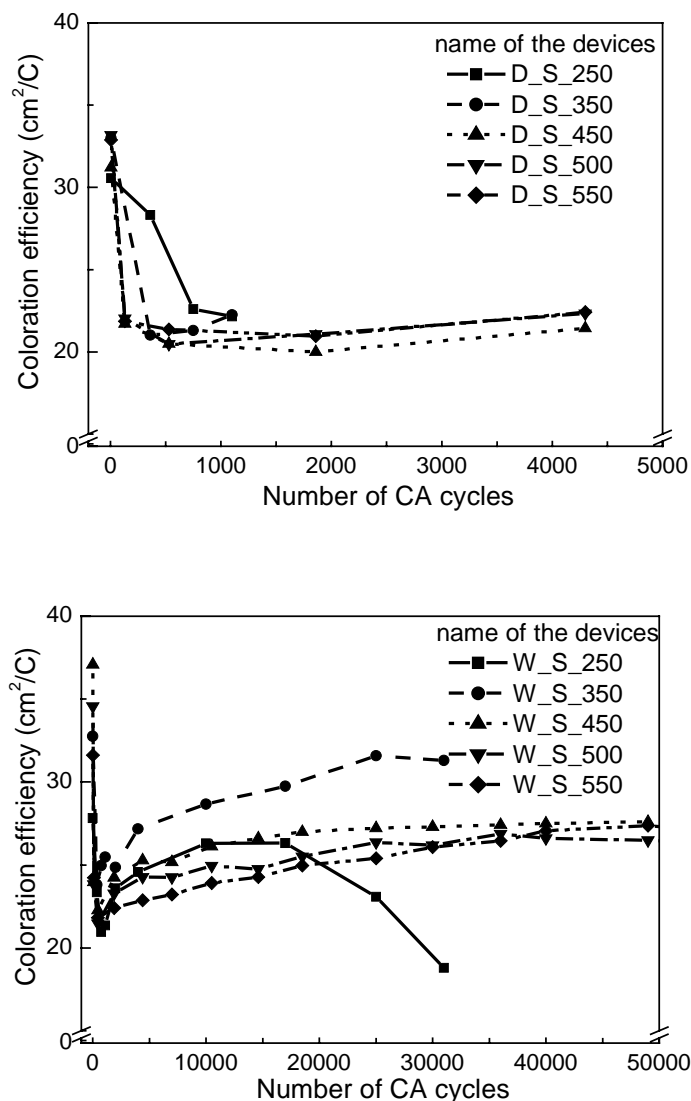 40
name of the devices
D_S_250
D_S_350
D_S_450
D_S_500
D_S_550
30
20
0
Coloration efficiency (cm²/C)
0 1000 2000 3000 4000 5000
Number of CA cycles
40
name of the devices
W_S_250
W_S_350
W_S_450
W_S_500
W_S_550
30
20
0
Coloration efficiency (cm²/C)
0 10000 20000 30000 40000 50000
Number of CA cycles